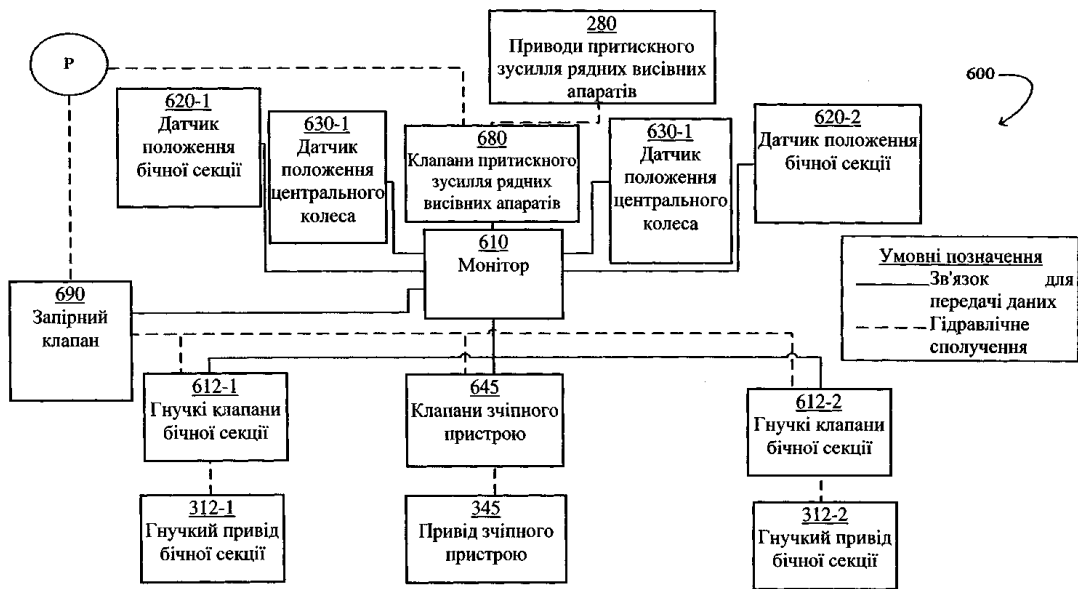 P
280
Приводи притискного
зусилля рядних висівних
апаратів
600
620-1
Датчик
положення
бічної секції
630-1
Датчик
положення
центрального
колеса
680
Клапани притискного
зусилля рядних
висівних апаратів
630-1
Датчик
положення
центрального
колеса
620-2
Датчик положення
бічної секції
610
Монітор
Умовні позначення
Зв'язок для
передачі даних
Гідравлічне
сполучення
690
Запірний
клапан
612-1
Гнучкі клапани
бічної секції
645
Клапани зчіпного
пристрою
612-2
Гнучкі клапани
бічної секції
312-1
Гнучкий привід
бічної секції
345
Привід зчіпного
пристрою
312-2
Гнучкий привід
бічної секції